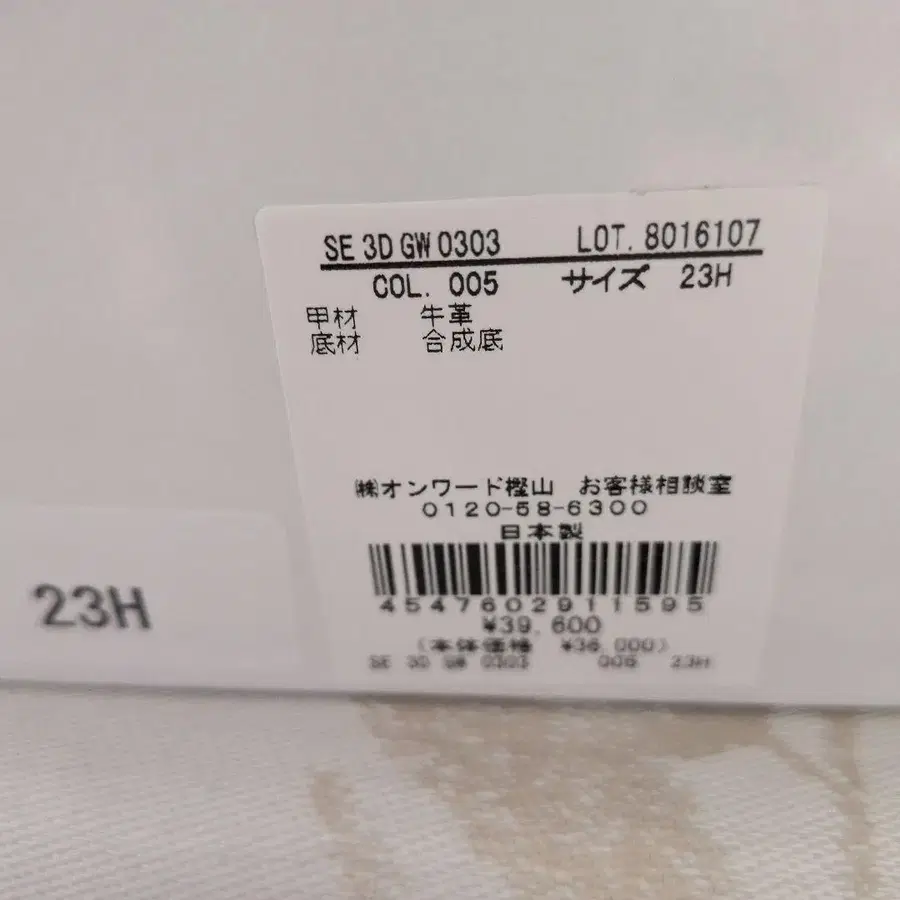 SE 3D GW 0303 LOT. 8016107
COL. 005 サイズ 23H
甲材 牛革
底材 合成底
㈱オンワード樫山 お客様相談室
0120-58-6300
日本製
4547602911595
¥39,600
(本体価格 ¥36,000)
SE 3D GW 0303 005 23H
23H